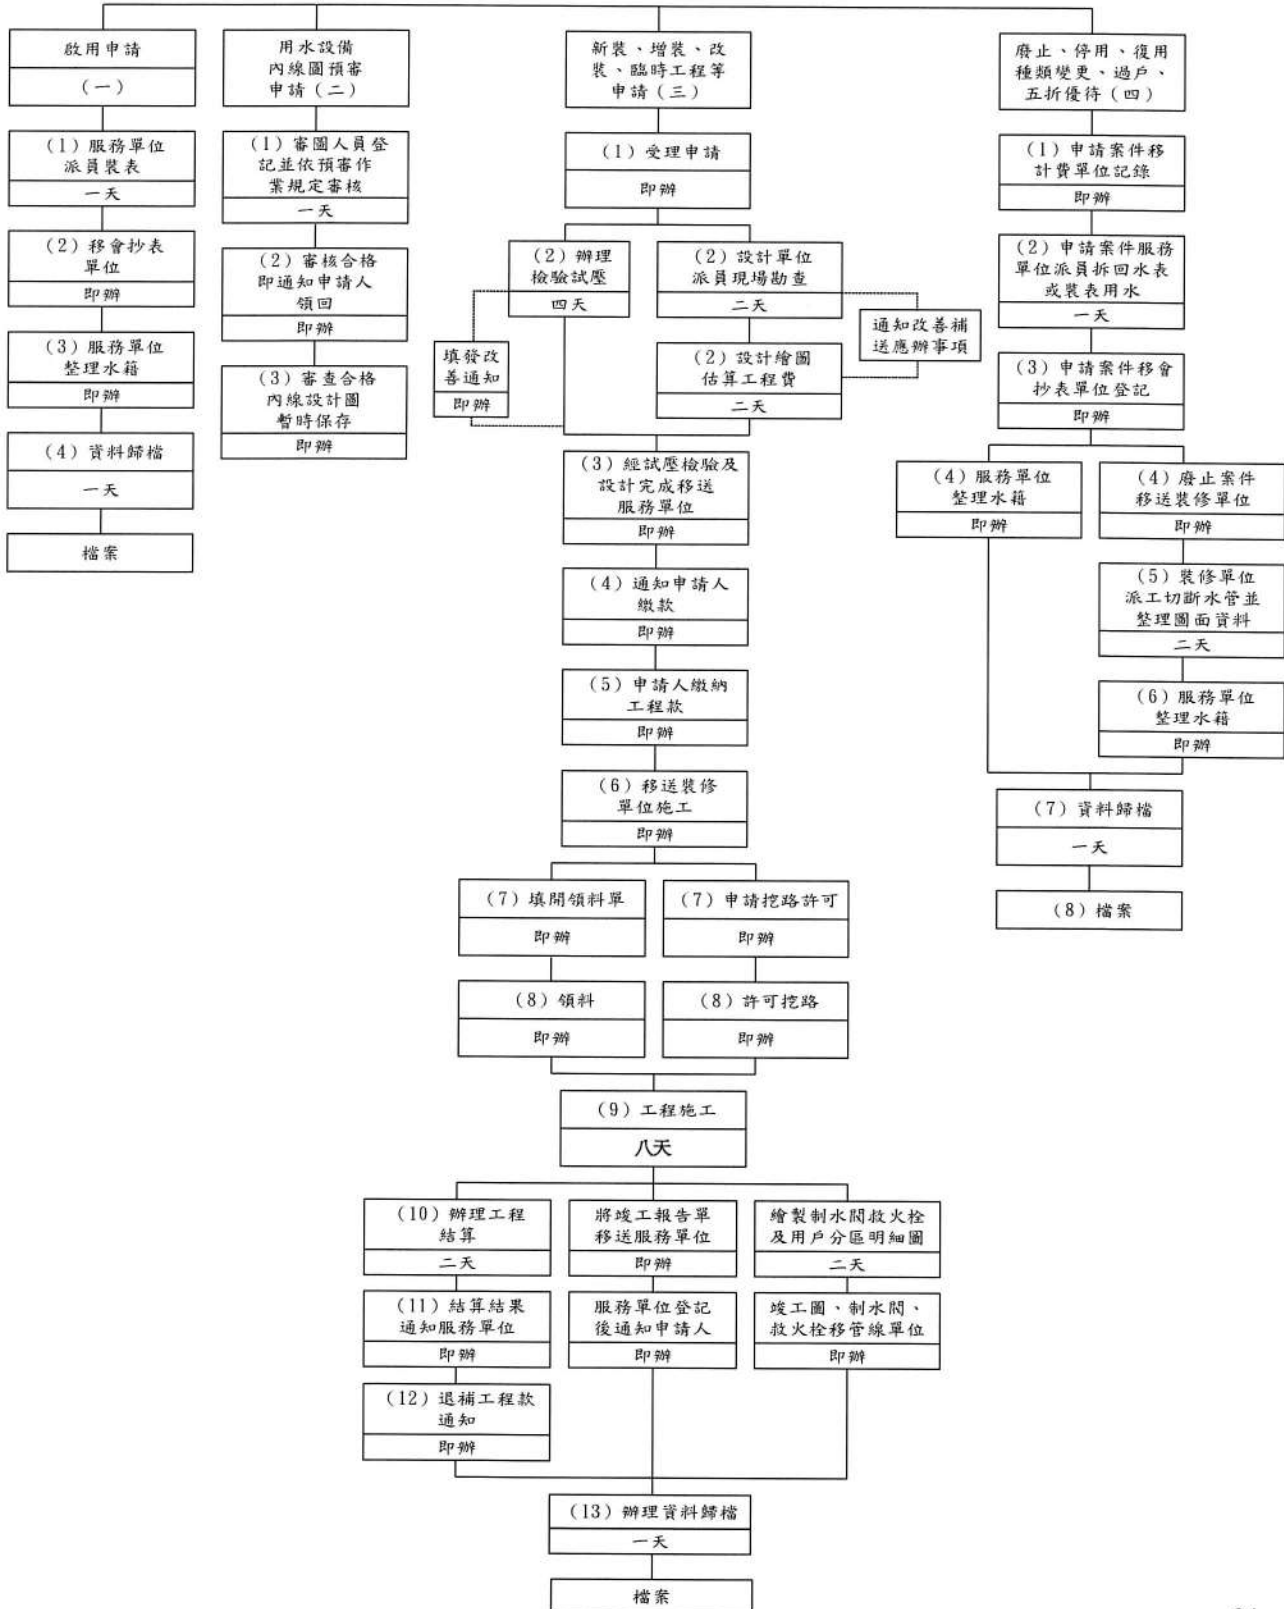 啟用申請
(一)
(1)服務單位
派員裝表
一天
(2)移會抄表
單位
即辦
(3)服務單位
整理水籍
即辦
(4)資料歸檔
一天
檔案
用水設備
內線圖預審
申請(二)
(1)審圖人員登
記並依預審作
業規定審核
一天
(2)審核合格
即通知申請人
領回
即辦
(3)審查合格
內線設計圖
暫時保存
即辦
新裝、增裝、改
裝、臨時工程等
申請(三)
(1)受理申請
即辦
(2)辦理
檢驗試壓
四天
填發改
善通知
即辦
(2)設計單位
派員現場勘查
二天
通知改善補
送應辦事項
(2)設計繪圖
估算工程費
二天
(3)經試壓檢驗及
設計完成移送
服務單位
即辦
(4)通知申請人
繳款
即辦
(5)申請人繳納
工程款
即辦
(6)移送裝修
單位施工
即辦
(7)填開領料單
即辦
(8)領料
即辦
(7)申請挖路許可
即辦
(8)許可挖路
即辦
(9)工程施工
八天
(10)辦理工程
結算
二天
(11)結算結果
通知服務單位
即辦
(12)退補工程款
通知
即辦
將竣工報告單
移送服務單位
即辦
服務單位登記
後通知申請人
即辦
繪製制水閥救火栓
及用戶分區明細圖
二天
竣工圖、制水閥、
救火栓移管線單位
即辦
(13)辦理資料歸檔
一天
檔案
廢止、停用、復用
種類變更、過戶、
五折優待(四)
(1)申請案件移
計費單位記錄
即辦
(2)申請案件服務
單位派員拆回水表
或裝表用水
一天
(3)申請案件移會
抄表單位登記
即辦
(4)服務單位
整理水籍
即辦
(4)廢止案件
移送裝修單位
即辦
(5)裝修單位
派工切斷水管並
整理圖面資料
二天
(6)服務單位
整理水籍
即辦
(7)資料歸檔
一天
(8)檔案